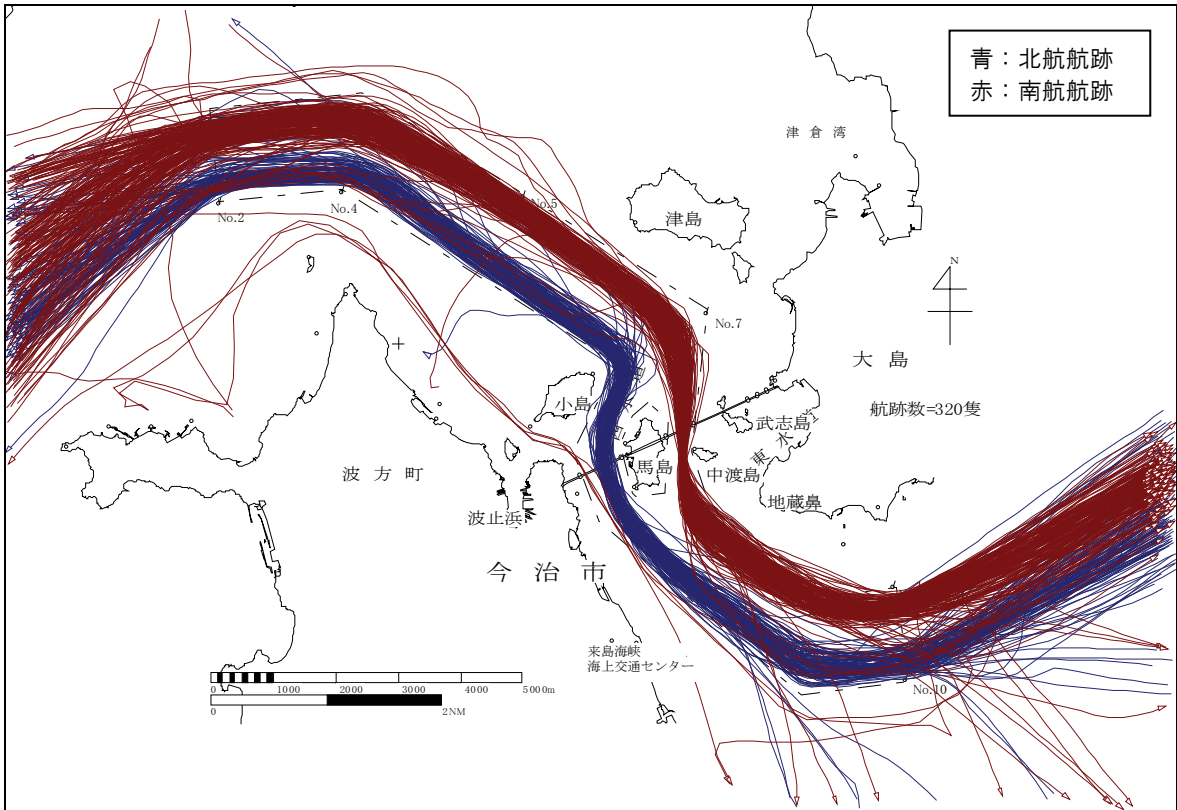 青：北航航跡
赤：南航航跡
津倉湾
No.2
No.4
No.5
津島
N
No.7
大島
小島
航跡数=320隻
武志島
東水道
馬島
中渡島
波方町
地蔵鼻
波止浜
今治市
来島海峡
海上交通センター
0 1000 2000 3000 4000 5000m
0 2NM
No.10